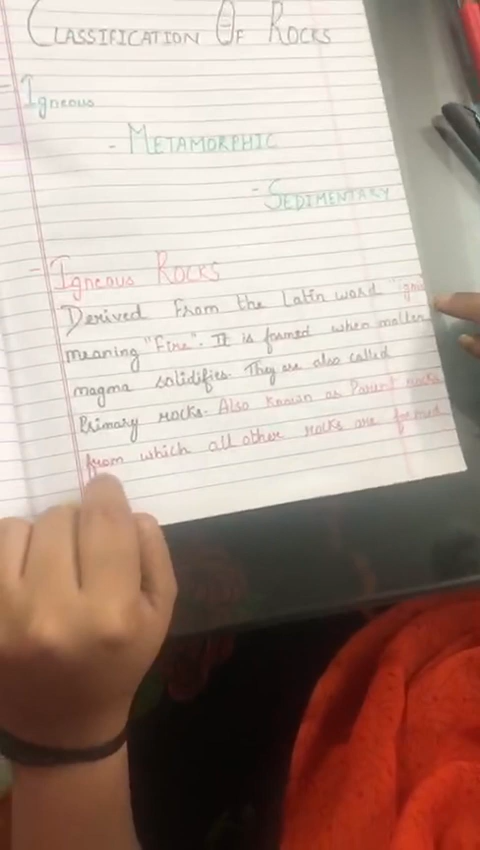 CLASSIFICATION OF ROCKS
- Igneous
- METAMORPHIC
- SEDIMENTARY
- Igneous ROCKS
Derived from the Latin word "ignis
meaning "Fire". It is formed when molten
magma solidifies. They are also called
Primary rocks. Also known as Parent rocks
from which all other rocks are formed